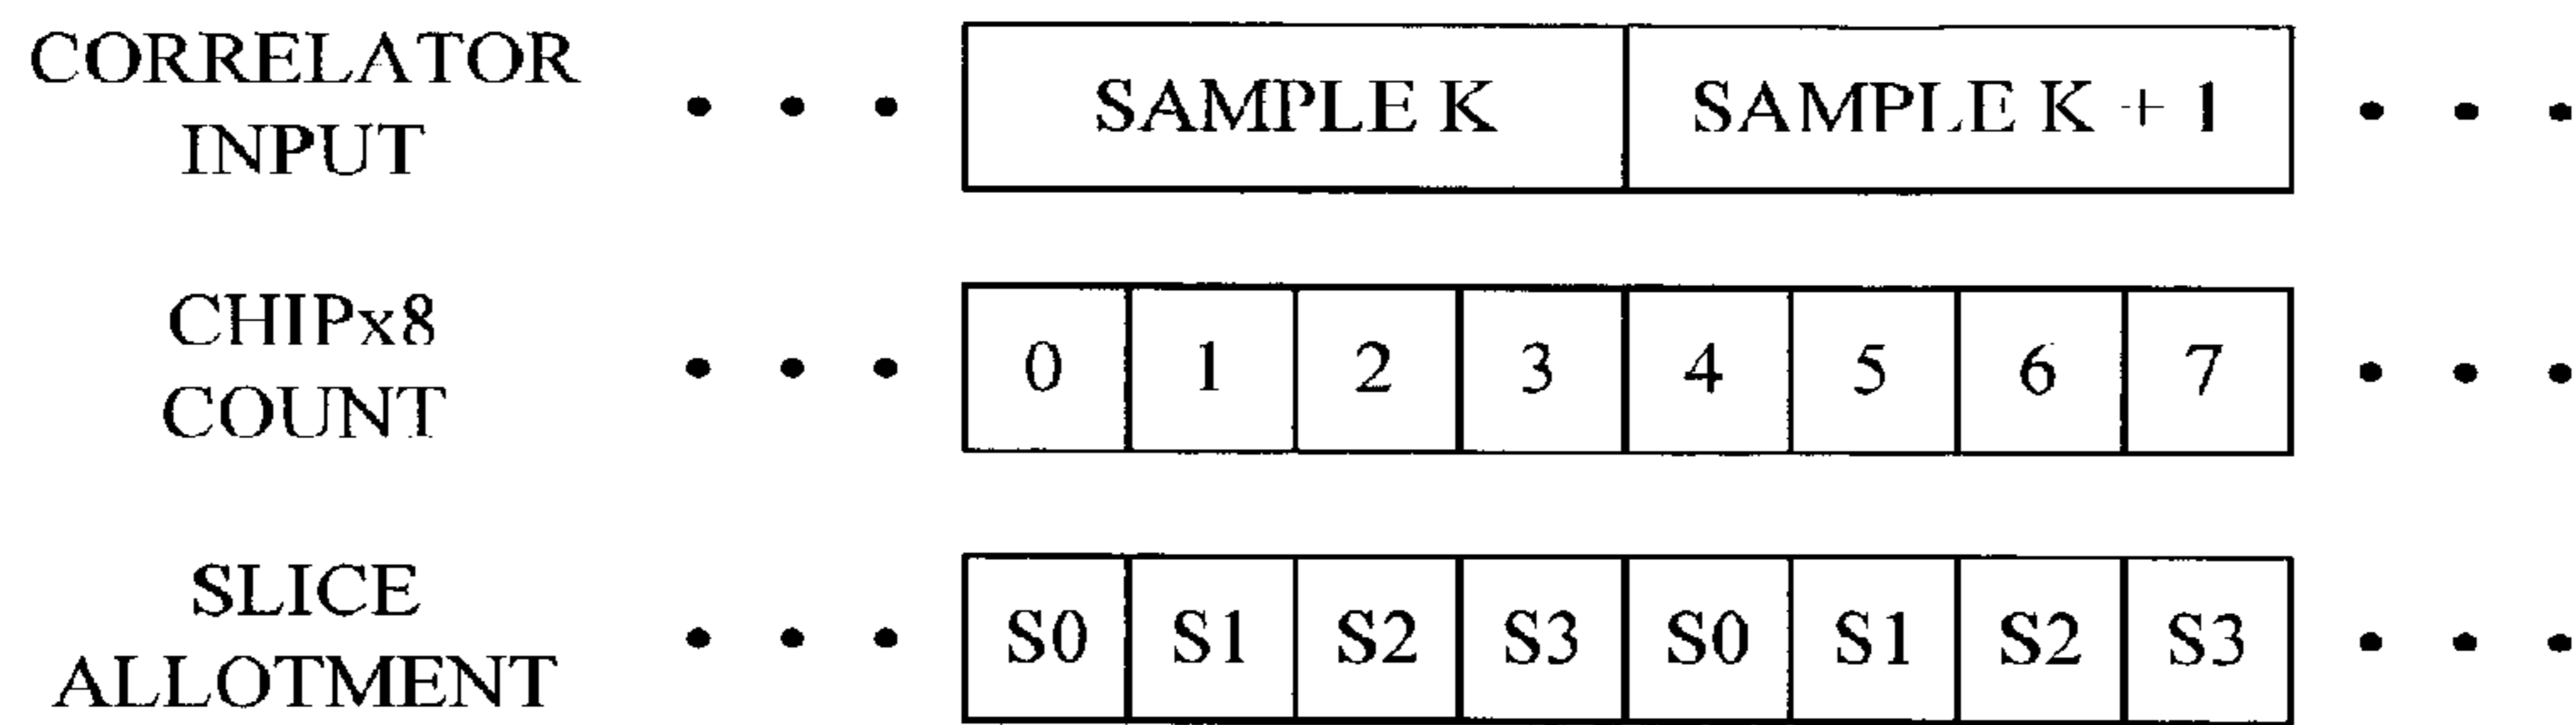 CORRELATOR
INPUT
SAMPLE K
SAMPLE K + 1
CHIPx8
COUNT
0 1 2 3 4 5 6 7
SLICE
ALLOTMENT
S0 S1 S2 S3 S0 S1 S2 S3